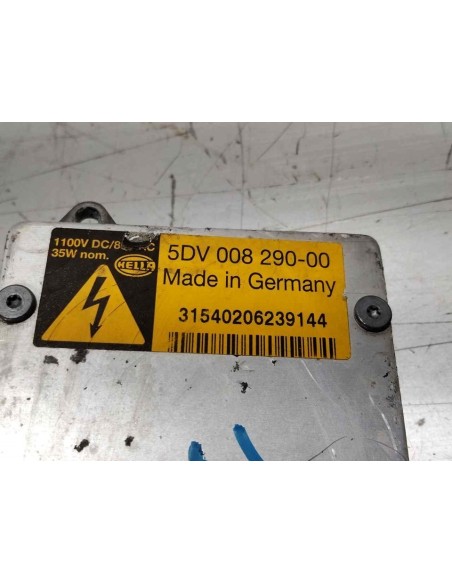 1100V DC/8
35W nom.
HELLA
5DV 008 290-00
Made in Germany
31540206239144